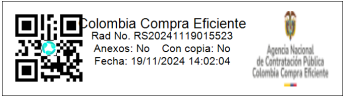 Colombia Compra Eficiente
Rad No. RS20241119015523
Anexos: No Con copia: No
Fecha: 19/11/2024 14:02:04
Agencia Nacional
de Contratación Pública
Colombia Compra Eficiente